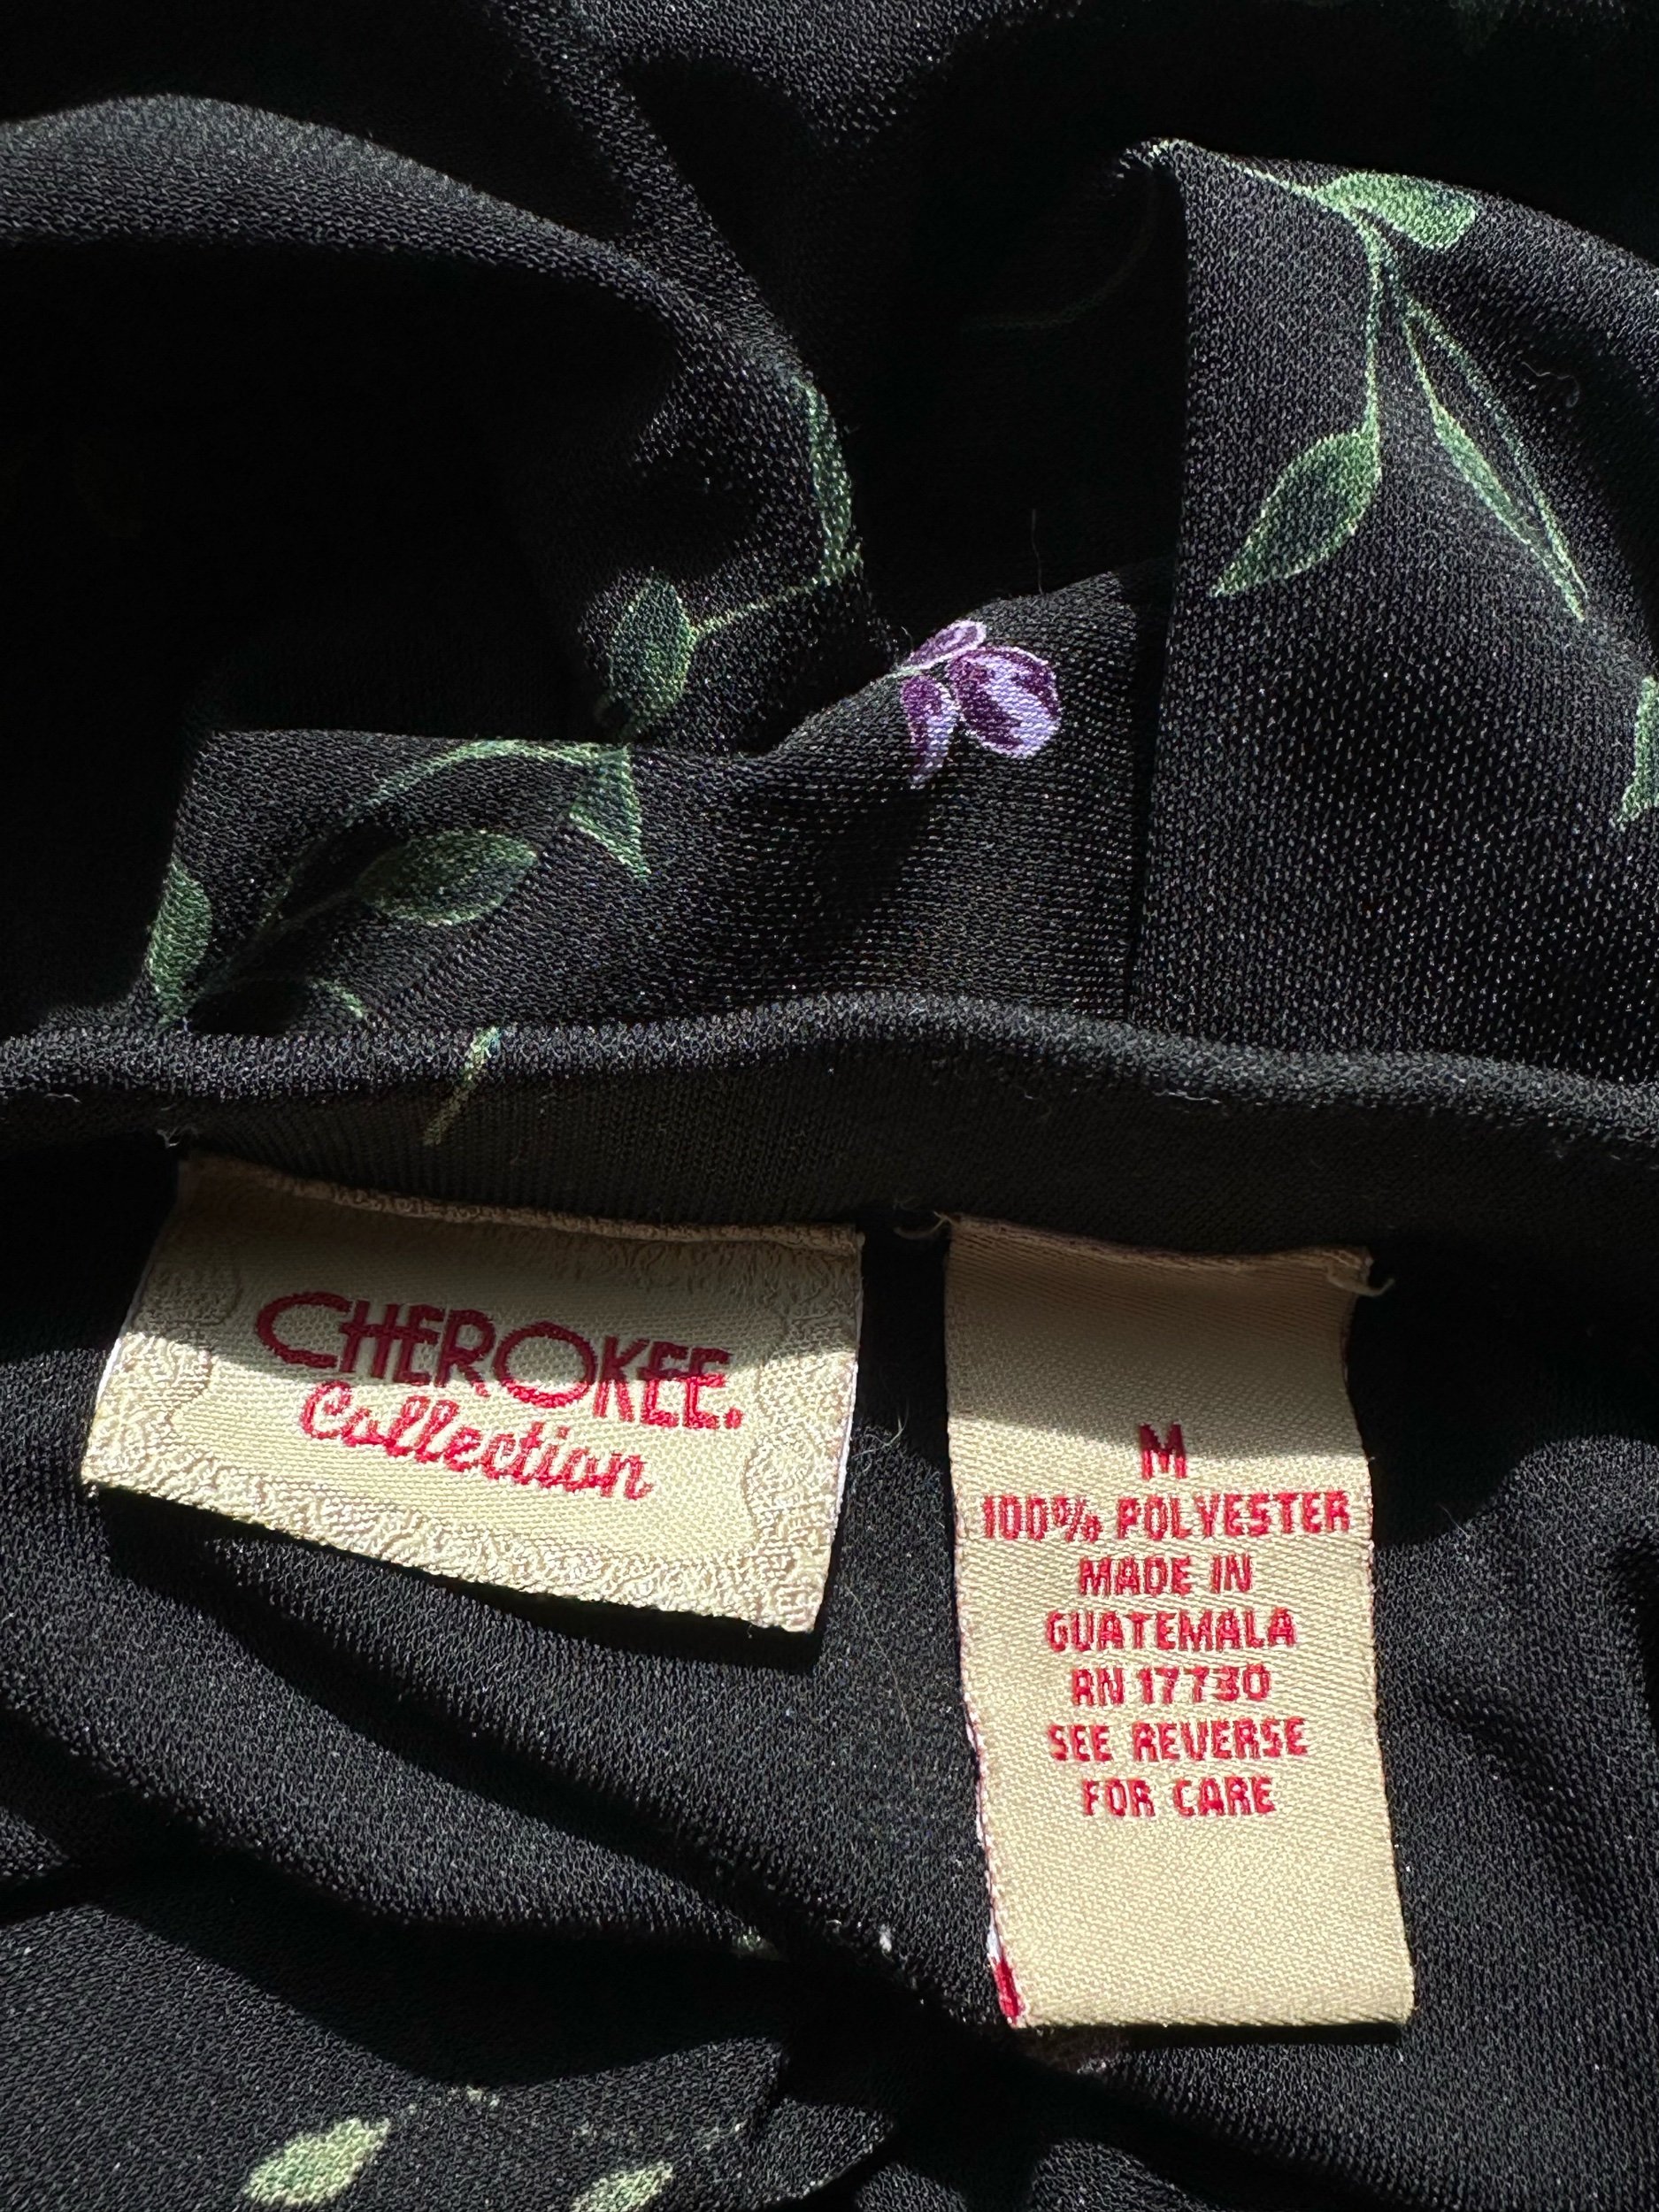 CHEROKEE.
Collection
M
100% POLYESTER
MADE IN
GUATEMALA
RN 17730
SEE REVERSE
FOR CARE